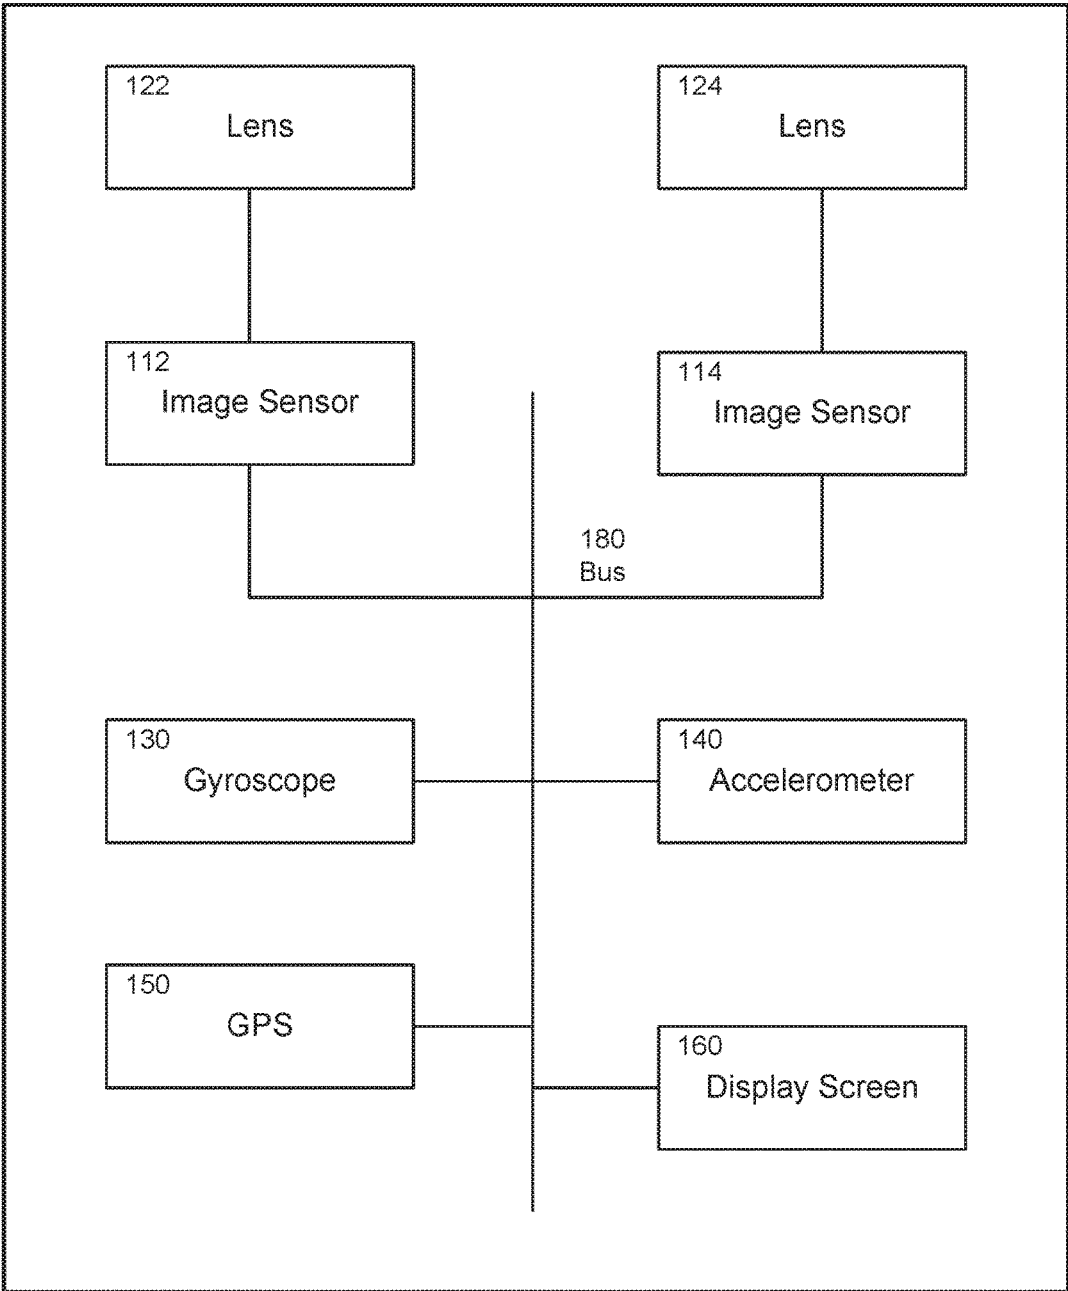 122
Lens
124
Lens
112
Image Sensor
114
Image Sensor
180
Bus
130
Gyroscope
140
Accelerometer
150
GPS
160
Display Screen